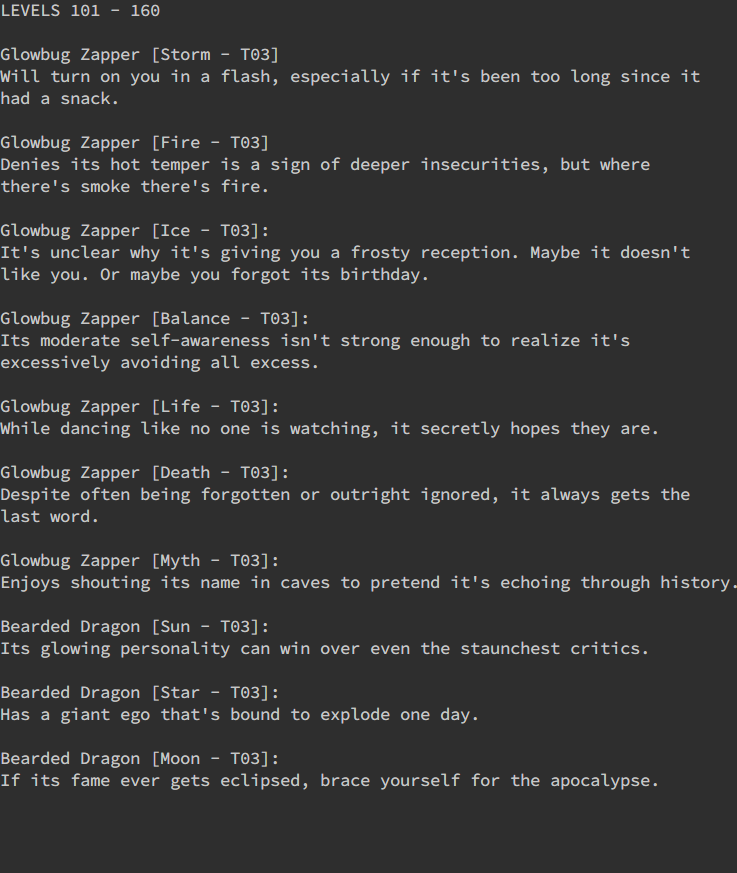 LEVELS 101 - 160
Glowbug Zapper [Storm - T03]
Will turn on you in a flash, especially if it's been too long since it
had a snack.
Glowbug Zapper [Fire - T03]
Denies its hot temper is a sign of deeper insecurities, but where
there's smoke there's fire.
Glowbug Zapper [Ice - T03]:
It's unclear why it's giving you a frosty reception. Maybe it doesn't
like you. Or maybe you forgot its birthday.
Glowbug Zapper [Balance - T03]:
Its moderate self-awareness isn't strong enough to realize it's
excessively avoiding all excess.
Glowbug Zapper [Life - T03]:
While dancing like no one is watching, it secretly hopes they are.
Glowbug Zapper [Death - T03]:
Despite often being forgotten or outright ignored, it always gets the
last word.
Glowbug Zapper [Myth - T03]:
Enjoys shouting its name in caves to pretend it's echoing through history.
Bearded Dragon [Sun - T03]:
Its glowing personality can win over even the staunchest critics.
Bearded Dragon [Star - T03]:
Has a giant ego that's bound to explode one day.
Bearded Dragon [Moon - T03]:
If its fame ever gets eclipsed, brace yourself for the apocalypse.